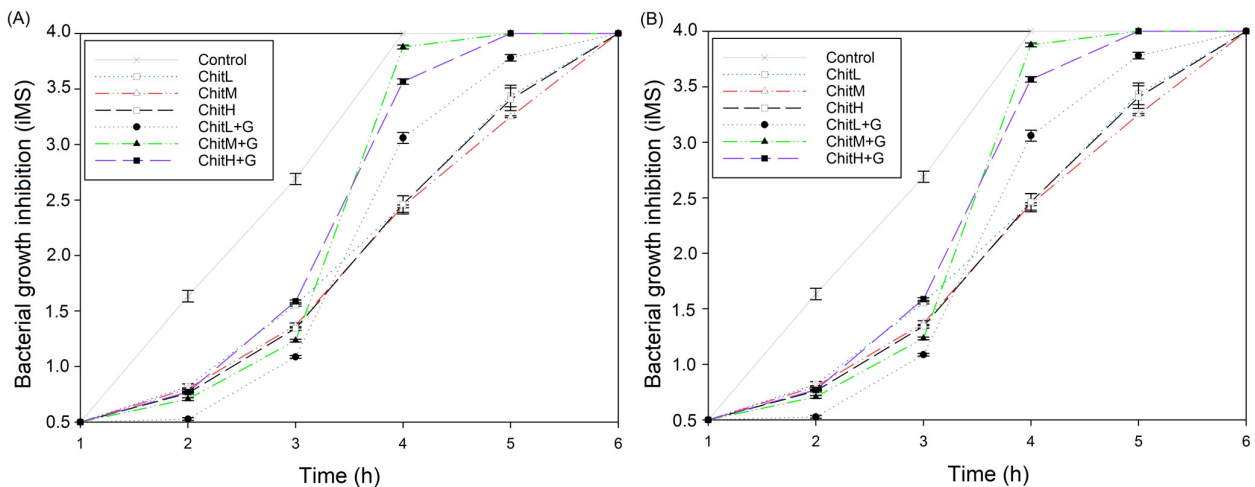 (A)
Bacterial growth inhibition (iMS)
4.0
3.5
3.0
2.5
2.0
1.5
1.0
0.5
Control
ChitL
ChitM
ChitH
ChitL+G
ChitM+G
ChitH+G
1 2 3 4 5 6
Time (h)
(B)
Bacterial growth inhibition (iMS)
4.0
3.5
3.0
2.5
2.0
1.5
1.0
0.5
Control
ChitL
ChitM
ChitH
ChitL+G
ChitM+G
ChitH+G
1 2 3 4 5 6
Time (h)